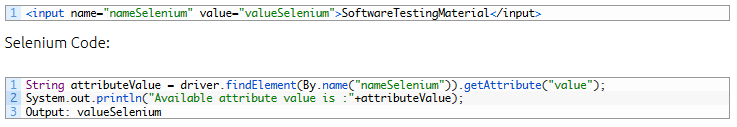 1 <input name="nameSelenium" value="valueSelenium">SoftwareTestingMaterial</input>
Selenium Code:
1 String attributeValue = driver.findElement(By.name("nameSelenium")).getAttribute("value");
2 System.out.println("Available attribute value is :"+attributeValue);
3 Output: valueSelenium